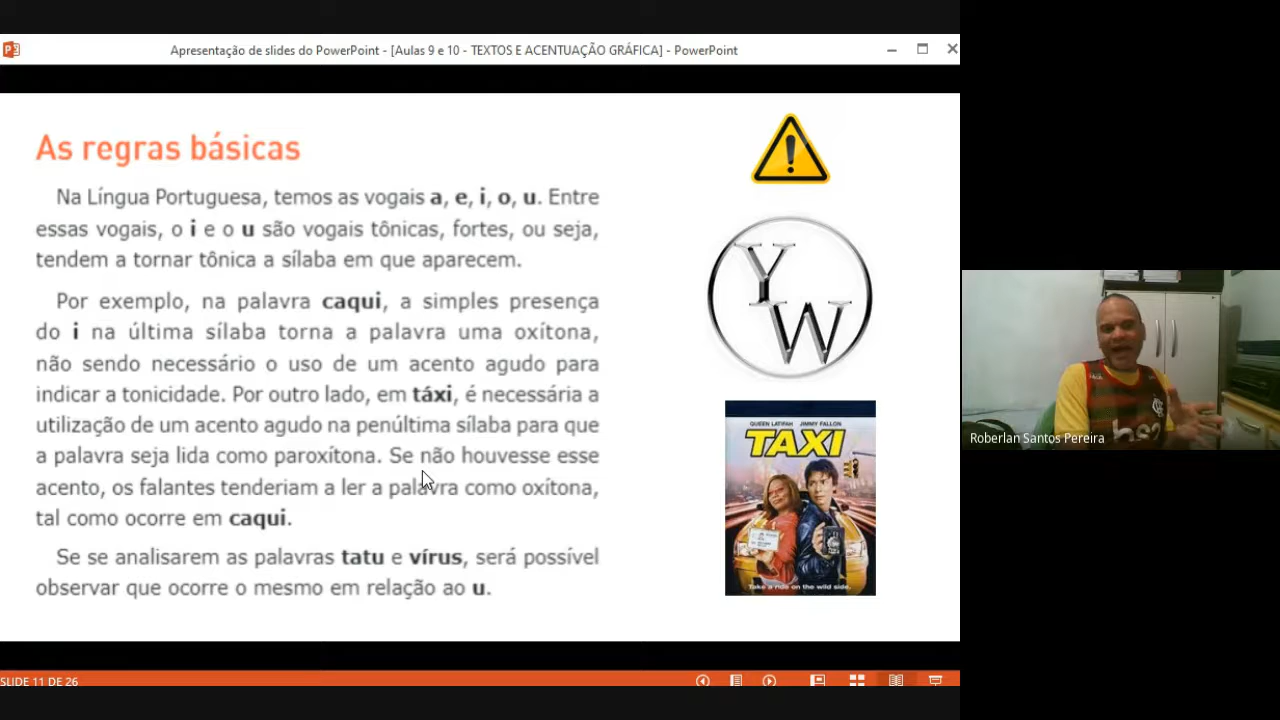 Apresentação de slides do PowerPoint - [Aulas 9 e 10 - TEXTOS E ACENTUAÇÃO GRÁFICA] - PowerPoint
As regras básicas
Na Língua Portuguesa, temos as vogais a, e, i, o, u. Entre
essas vogais, o i e o u são vogais tônicas, fortes, ou seja,
tendem a tornar tônica a sílaba em que aparecem.
Por exemplo, na palavra caqui, a simples presença
do i na última sílaba torna a palavra uma oxítona,
não sendo necessário o uso de um acento agudo para
indicar a tonicidade. Por outro lado, em táxi, é necessária a
utilização de um acento agudo na penúltima sílaba para que
a palavra seja lida como paroxítona. Se não houvesse esse
acento, os falantes tenderiam a ler a palavra como oxítona,
tal como ocorre em caqui.
Se se analisarem as palavras tatu e vírus, será possível
observar que ocorre o mesmo em relação ao u.
Y
W
QUEEN LATIFAH JIMMY FALLON
TAXI
Take a ride on the wild side.
Roberlan Santos Pereira
SLIDE 11 DE 26